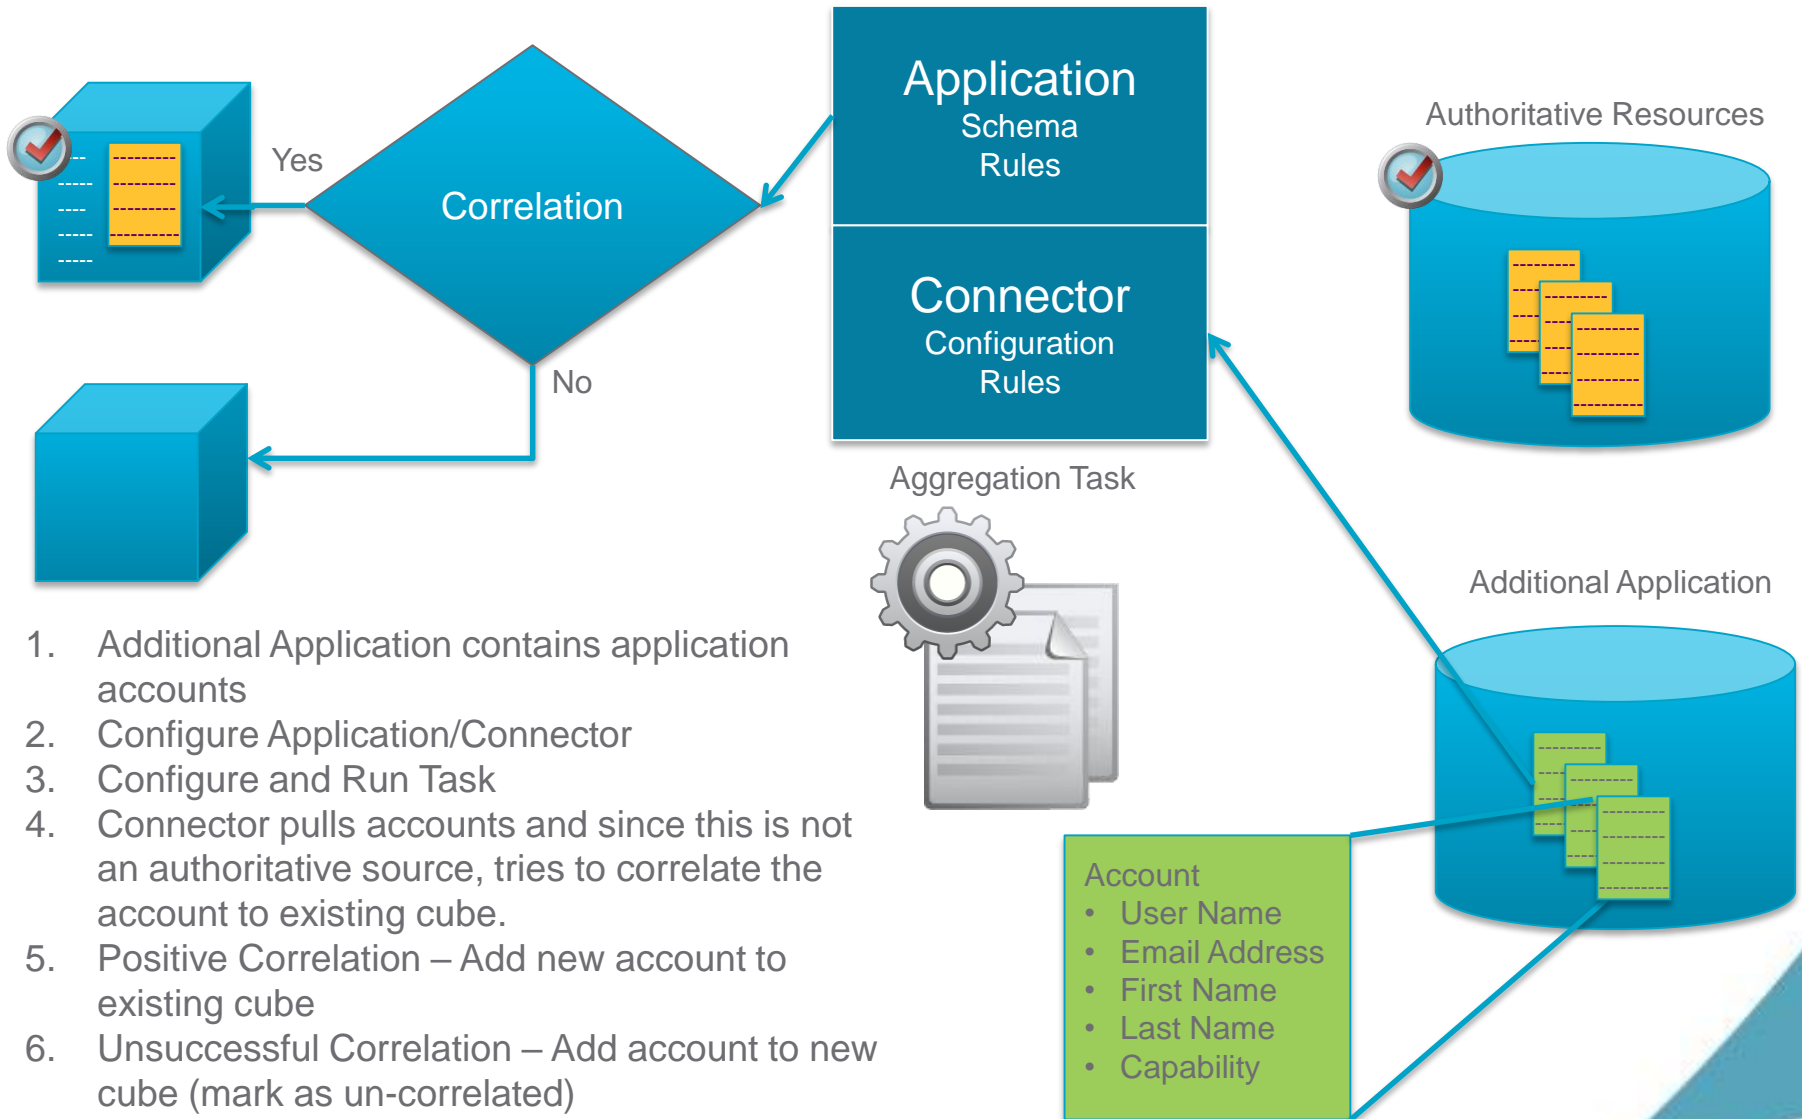 Application
Schema
Rules
Authoritative Resources
Yes
Correlation
Connector
Configuration
Rules
No
Aggregation Task
Additional Application
1. Additional Application contains application
accounts
2. Configure Application/Connector
3. Configure and Run Task
4. Connector pulls accounts and since this is not
an authoritative source, tries to correlate the
account to existing cube.
5. Positive Correlation – Add new account to
existing cube
6. Unsuccessful Correlation – Add account to new
cube (mark as un-correlated)
Account
• User Name
• Email Address
• First Name
• Last Name
• Capability